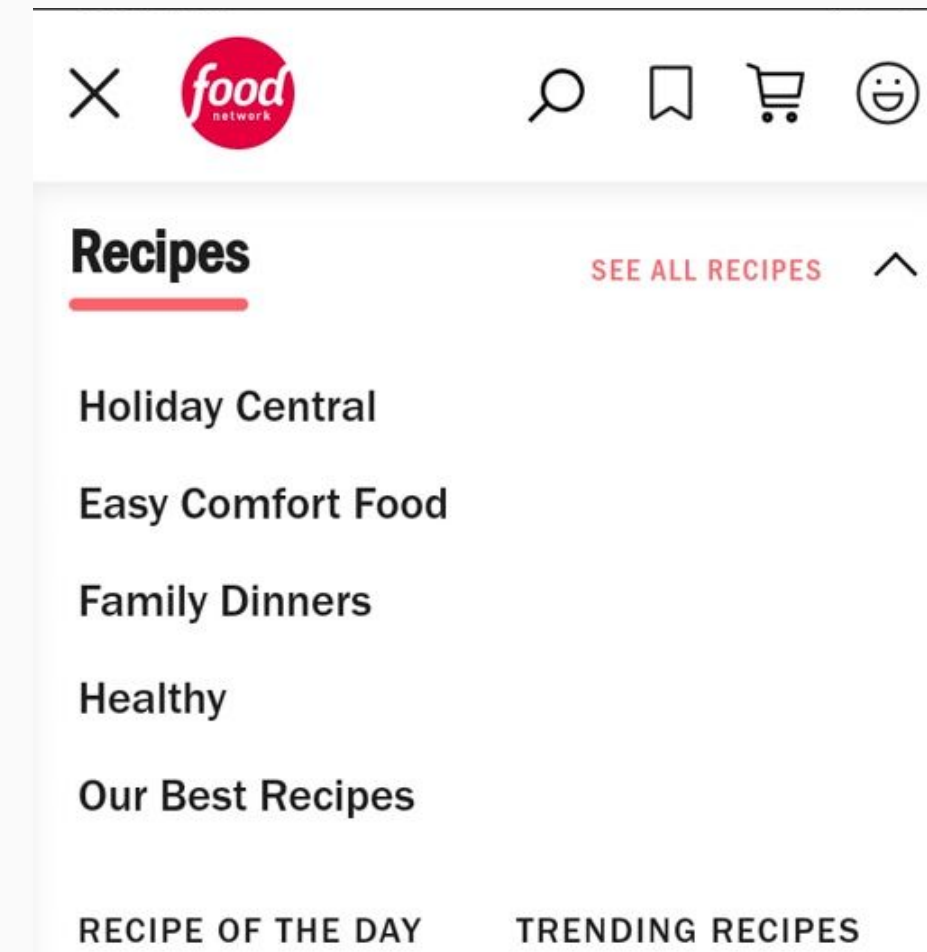 food
network
Recipes
SEE ALL RECIPES
Holiday Central
Easy Comfort Food
Family Dinners
Healthy
Our Best Recipes
RECIPE OF THE DAY
TRENDING RECIPES